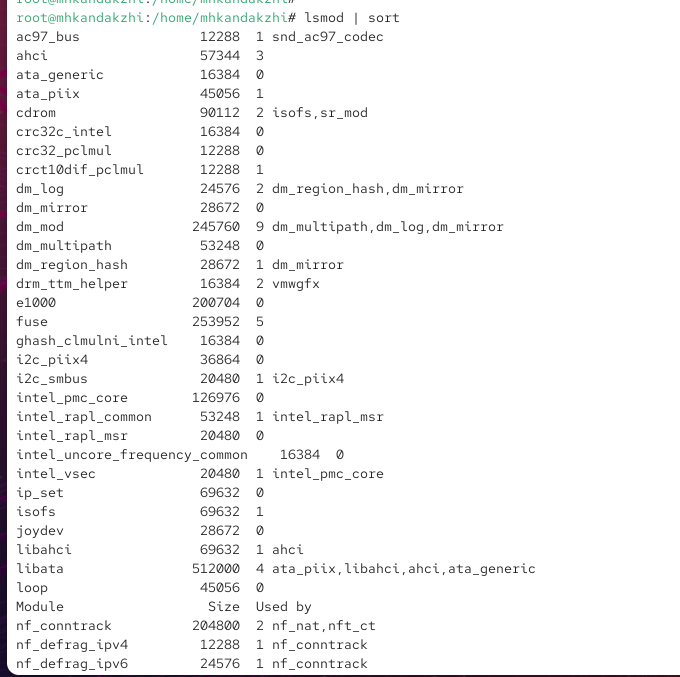 root@mhkandakzhi:/home/mhkandakzhi#
root@mhkandakzhi:/home/mhkandakzhi# lsmod | sort
ac97_bus               12288  1 snd_ac97_codec
ahci                   57344  3
ata_generic            16384  0
ata_piix               45056  1
cdrom                  90112  2 isofs,sr_mod
crc32c_intel           16384  0
crc32_pclmul           12288  0
crct10dif_pclmul       12288  1
dm_log                 24576  2 dm_region_hash,dm_mirror
dm_mirror              28672  0
dm_mod                245760  9 dm_multipath,dm_log,dm_mirror
dm_multipath           53248  0
dm_region_hash         28672  1 dm_mirror
drm_ttm_helper         16384  2 vmwgfx
e1000                 200704  0
fuse                  253952  5
ghash_clmulni_intel    16384  0
i2c_piix4              36864  0
i2c_smbus              20480  1 i2c_piix4
intel_pmc_core        126976  0
intel_rapl_common      53248  1 intel_rapl_msr
intel_rapl_msr         20480  0
intel_uncore_frequency_common    16384  0
intel_vsec             20480  1 intel_pmc_core
ip_set                 69632  0
isofs                  69632  1
joydev                 28672  0
libahci                69632  1 ahci
libata                512000  4 ata_piix,libahci,ahci,ata_generic
loop                   45056  0
Module                  Size  Used by
nf_conntrack          204800  2 nf_nat,nft_ct
nf_defrag_ipv4         12288  1 nf_conntrack
nf_defrag_ipv6         24576  1 nf_conntrack